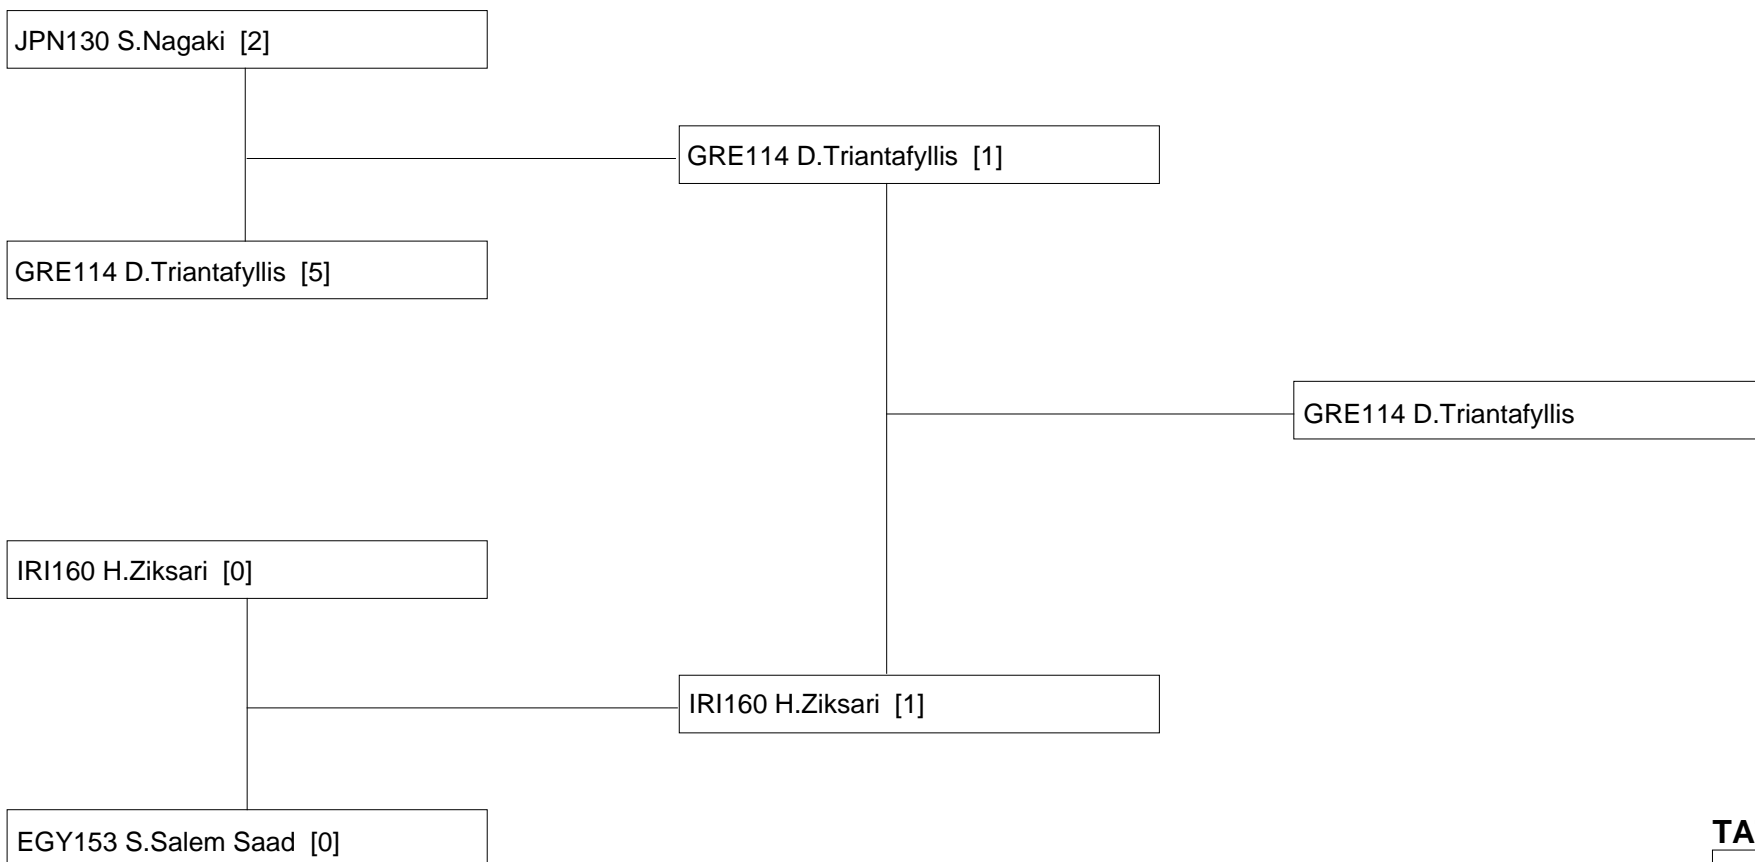 JPN130 S.Nagaki [2]
GRE114 D.Triantafyllis [1]
GRE114 D.Triantafyllis [5]
GRE114 D.Triantafyllis
IRI160 H.Ziksari [0]
IRI160 H.Ziksari [1]
EGY153 S.Salem Saad [0]
TA